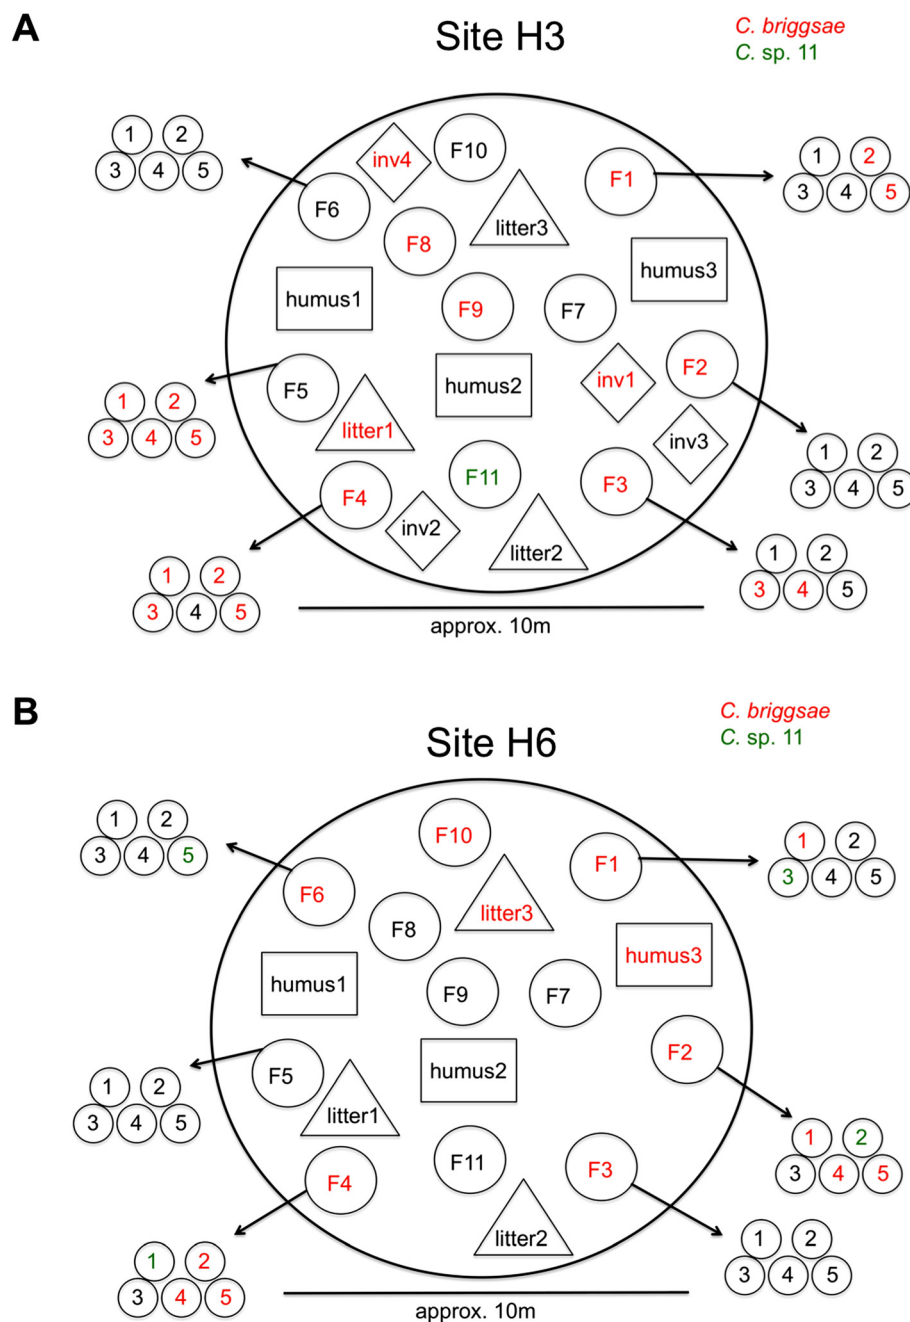 A
Site H3
C. briggsae
C. sp. 11
1 2
3 4 5
inv4
F10
F1
1 2
3 4 5
F6
litter3
F8
humus3
humus1
F9
F7
F2
F5
humus2
inv1
1 2
3 4 5
litter1
inv3
F11
F3
1 2
3 4 5
F4
inv2
litter2
1 2
3 4 5
1 2
3 4 5
approx. 10m
B
Site H6
C. briggsae
C. sp. 11
1 2
3 4 5
F10
F1
1 2
3 4 5
F6
litter3
F8
humus3
humus1
F9
F7
F2
F5
humus2
1 2
3 4 5
litter1
1 2
3 4 5
F11
F3
F4
litter2
1 2
3 4 5
1 2
3 4 5
approx. 10m